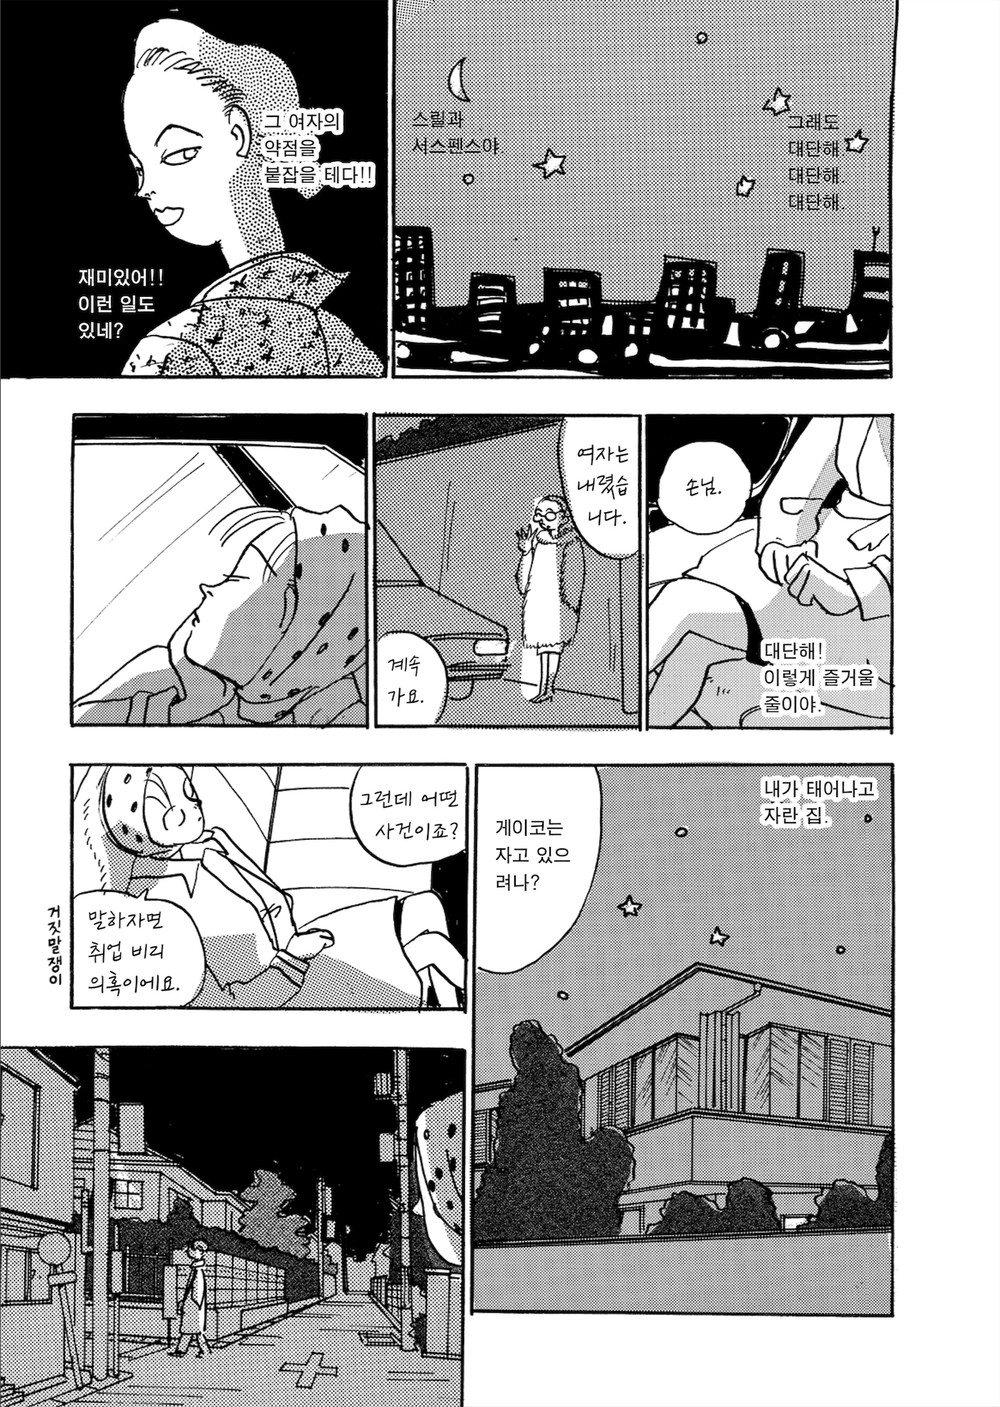 그래도
대단해
대단해
대단해.
스릴과
서스펜스야
그 여자의
약점을
붙잡을 테다!!
재미있어!!
이런 일도
있네?
손님.
대단해!
이렇게 즐거울
줄이야.
여자는
내렸습
니다.
계속
가요.
내가 태어나고
자란 집.
게이코는
자고 있으
려나?
그런데 어떤
사건이죠?
말하자면
취업 비리
의혹이에요.
거짓말쟁이